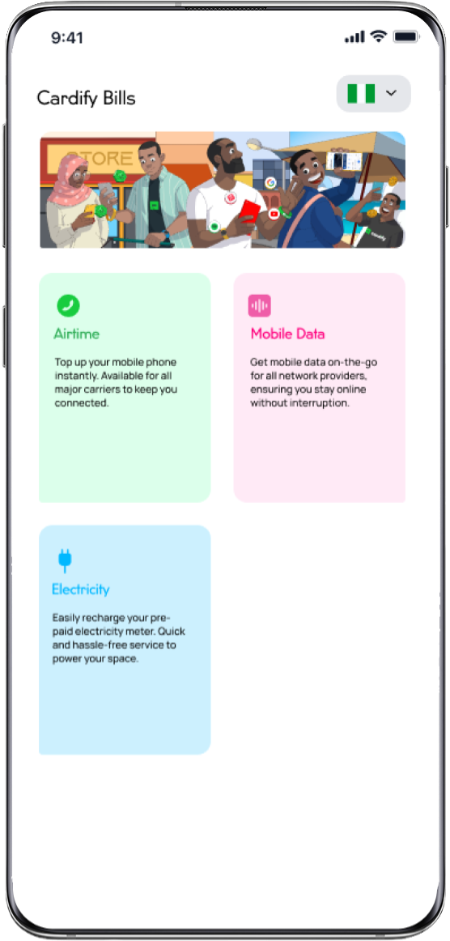 9:41
Cardify Bills
STORE
Airtime
Top up your mobile phone
instantly. Available for all
major carriers to keep you
connected.
Mobile Data
Get mobile data on-the-go
for all network providers,
ensuring you stay online
without interruption.
Electricity
Easily recharge your pre-
paid electricity meter. Quick
and hassle-free service to
power your space.